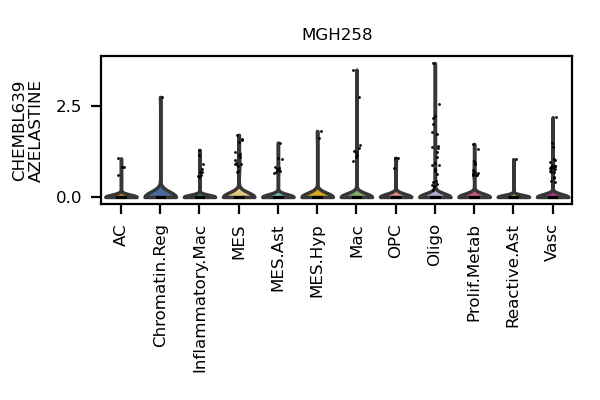 MGH258
CHEMBL639
AZELASTINE
2.5
0.0
AC
Chromatin.Reg
Inflammatory.Mac
MES
MES.Ast
MES.Hyp
Mac
OPC
Oligo
Prolif.Metab
Reactive.Ast
Vasc